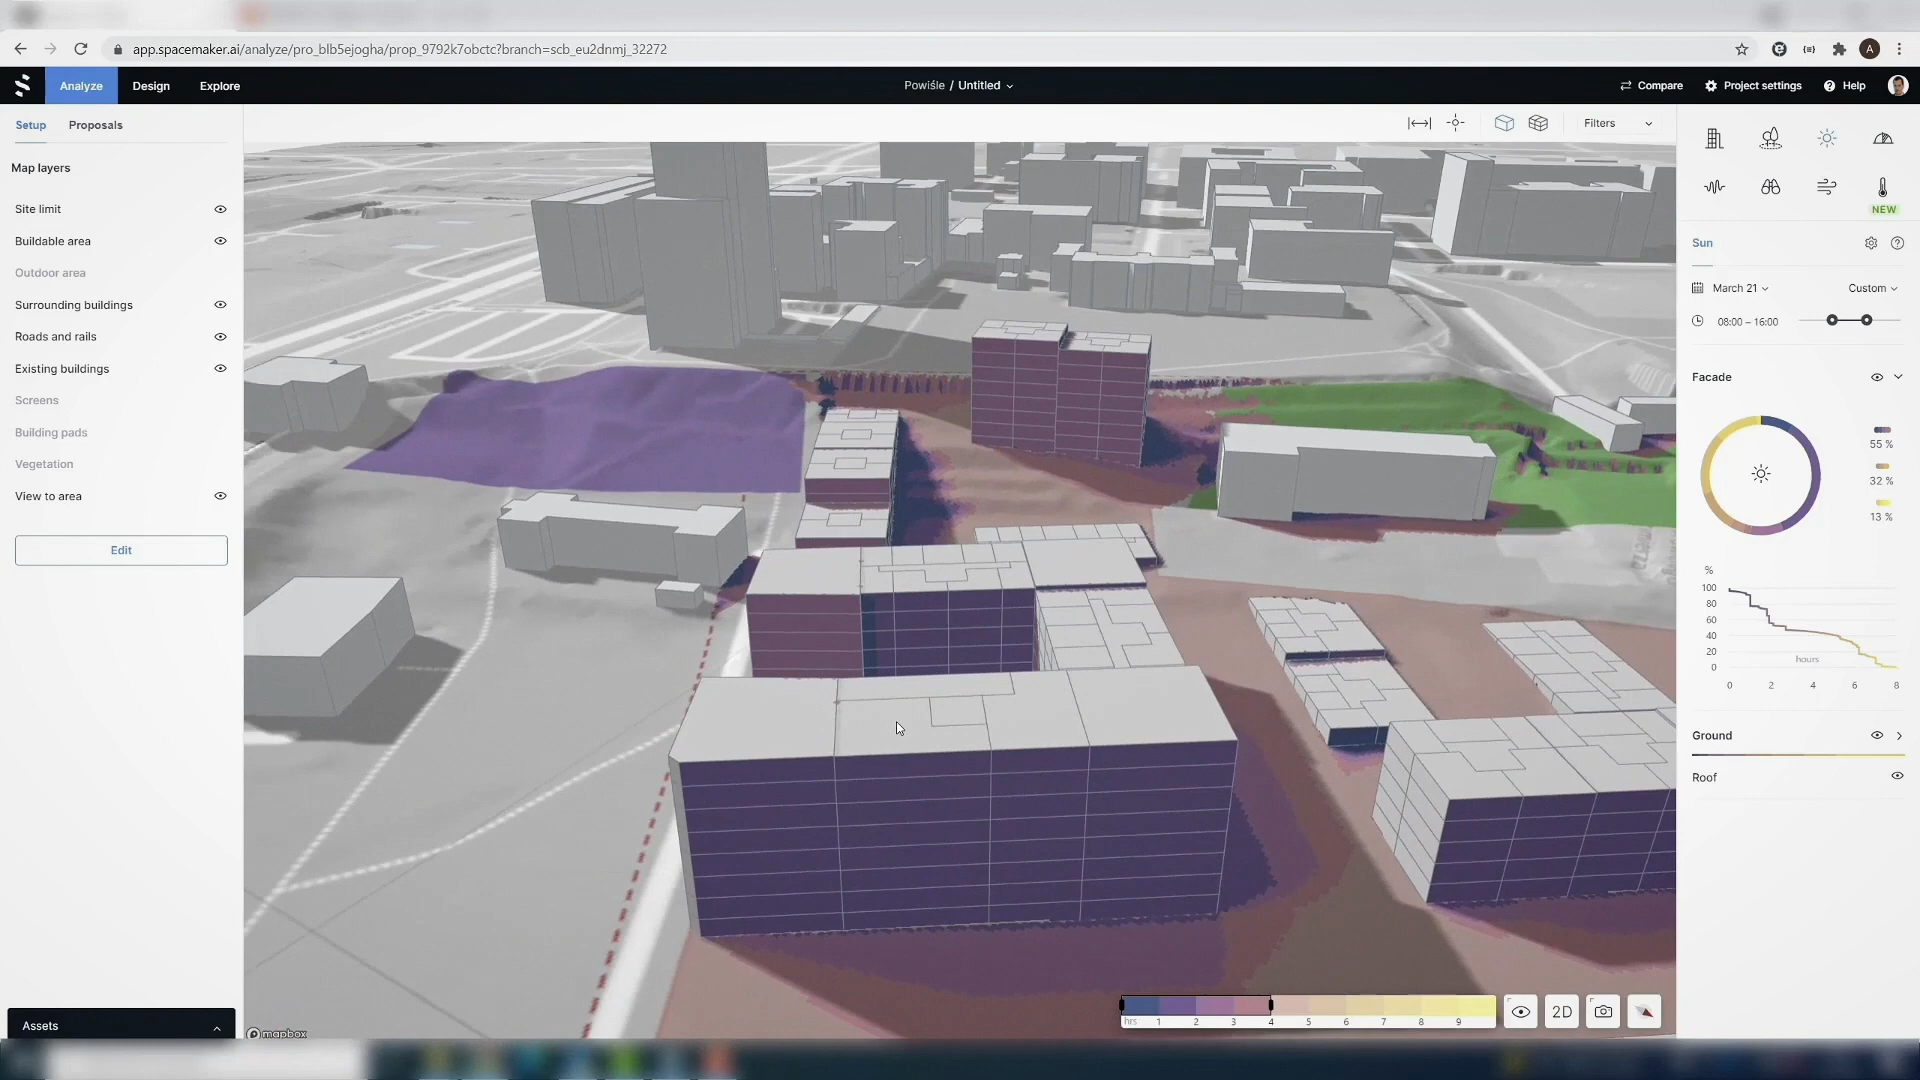 app.spacemaker.ai/analyze/pro_blb5ejogha/prop_9792k7obctc?branch=scb_eu2dnmj_32272
A
Analyze
Design
Explore
Powiśle / Untitled
Compare
Project settings
Help
Setup
Proposals
Filters
Map layers
Site limit
Buildable area
Outdoor area
Surrounding buildings
Roads and rails
Existing buildings
Screens
Building pads
Vegetation
View to area
Edit
Assets
mapbox
NEW
Sun
March 21
Custom
08:00 – 16:00
Facade
55 %
32 %
13 %
%
100
80
60
40
20
0
hours
0 2 4 6 8
Ground
Roof
hrs 1 2 3 4 5 6 7 8 9
2D